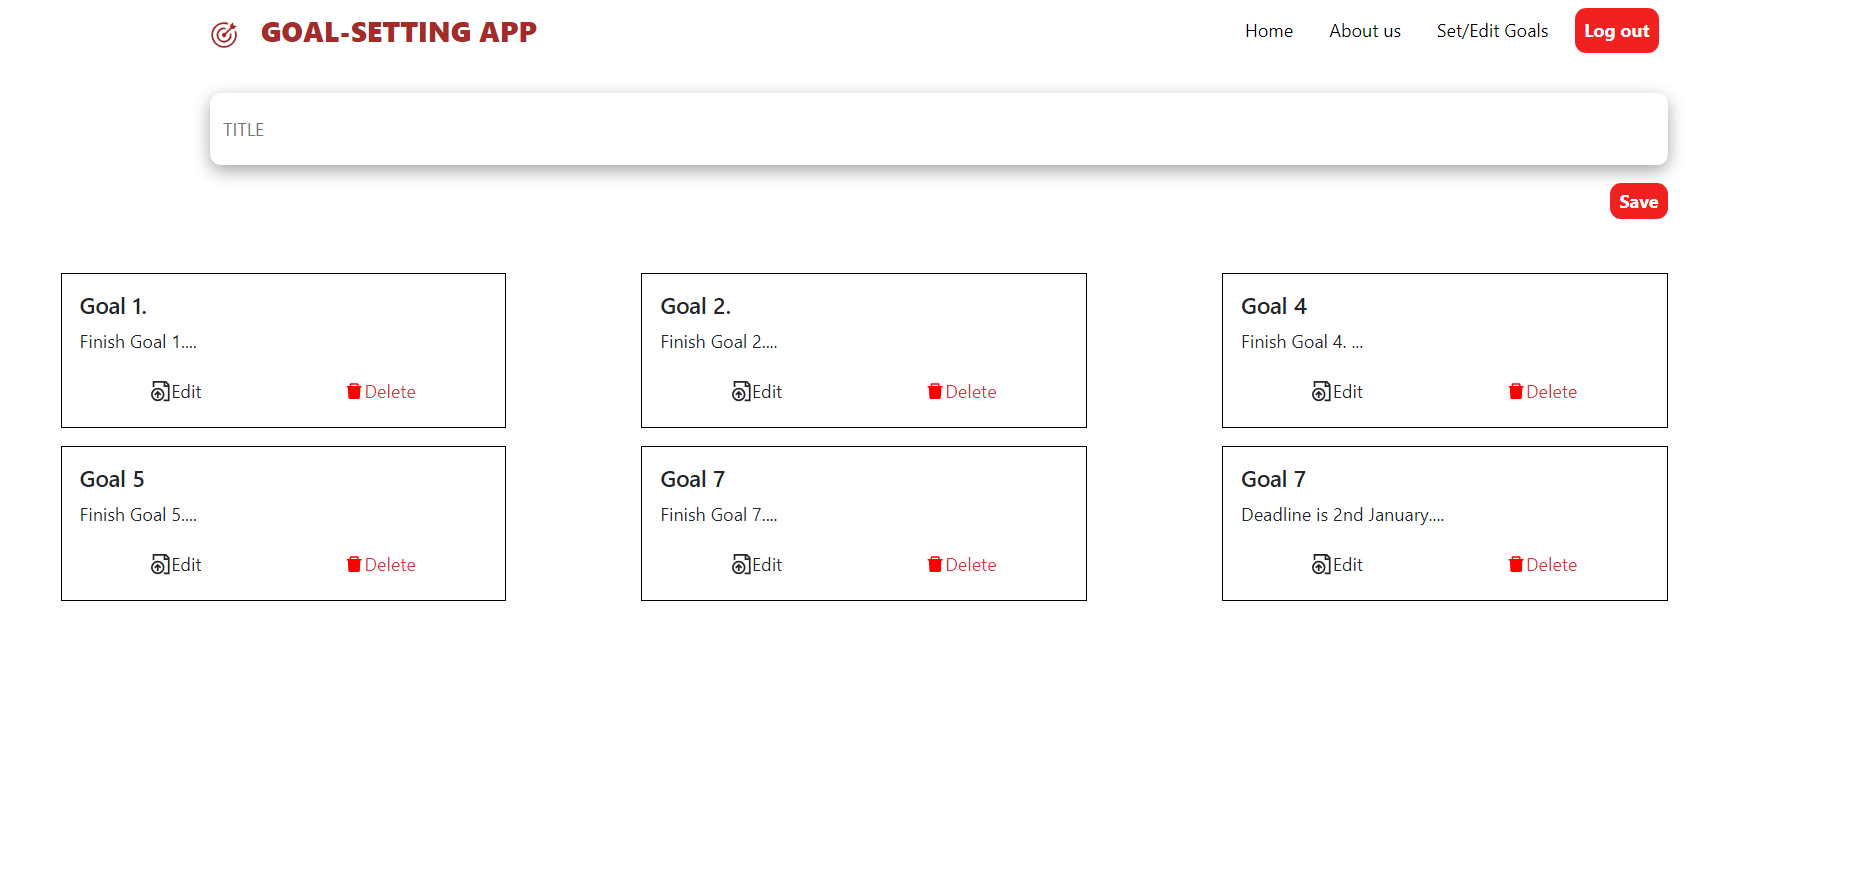 GOAL-SETTING APP
Home About us Set/Edit Goals Log out
TITLE
Save
Goal 1.
Finish Goal 1....
Edit Delete
Goal 2.
Finish Goal 2....
Edit Delete
Goal 4
Finish Goal 4. ...
Edit Delete
Goal 5
Finish Goal 5....
Edit Delete
Goal 7
Finish Goal 7....
Edit Delete
Goal 7
Deadline is 2nd January....
Edit Delete